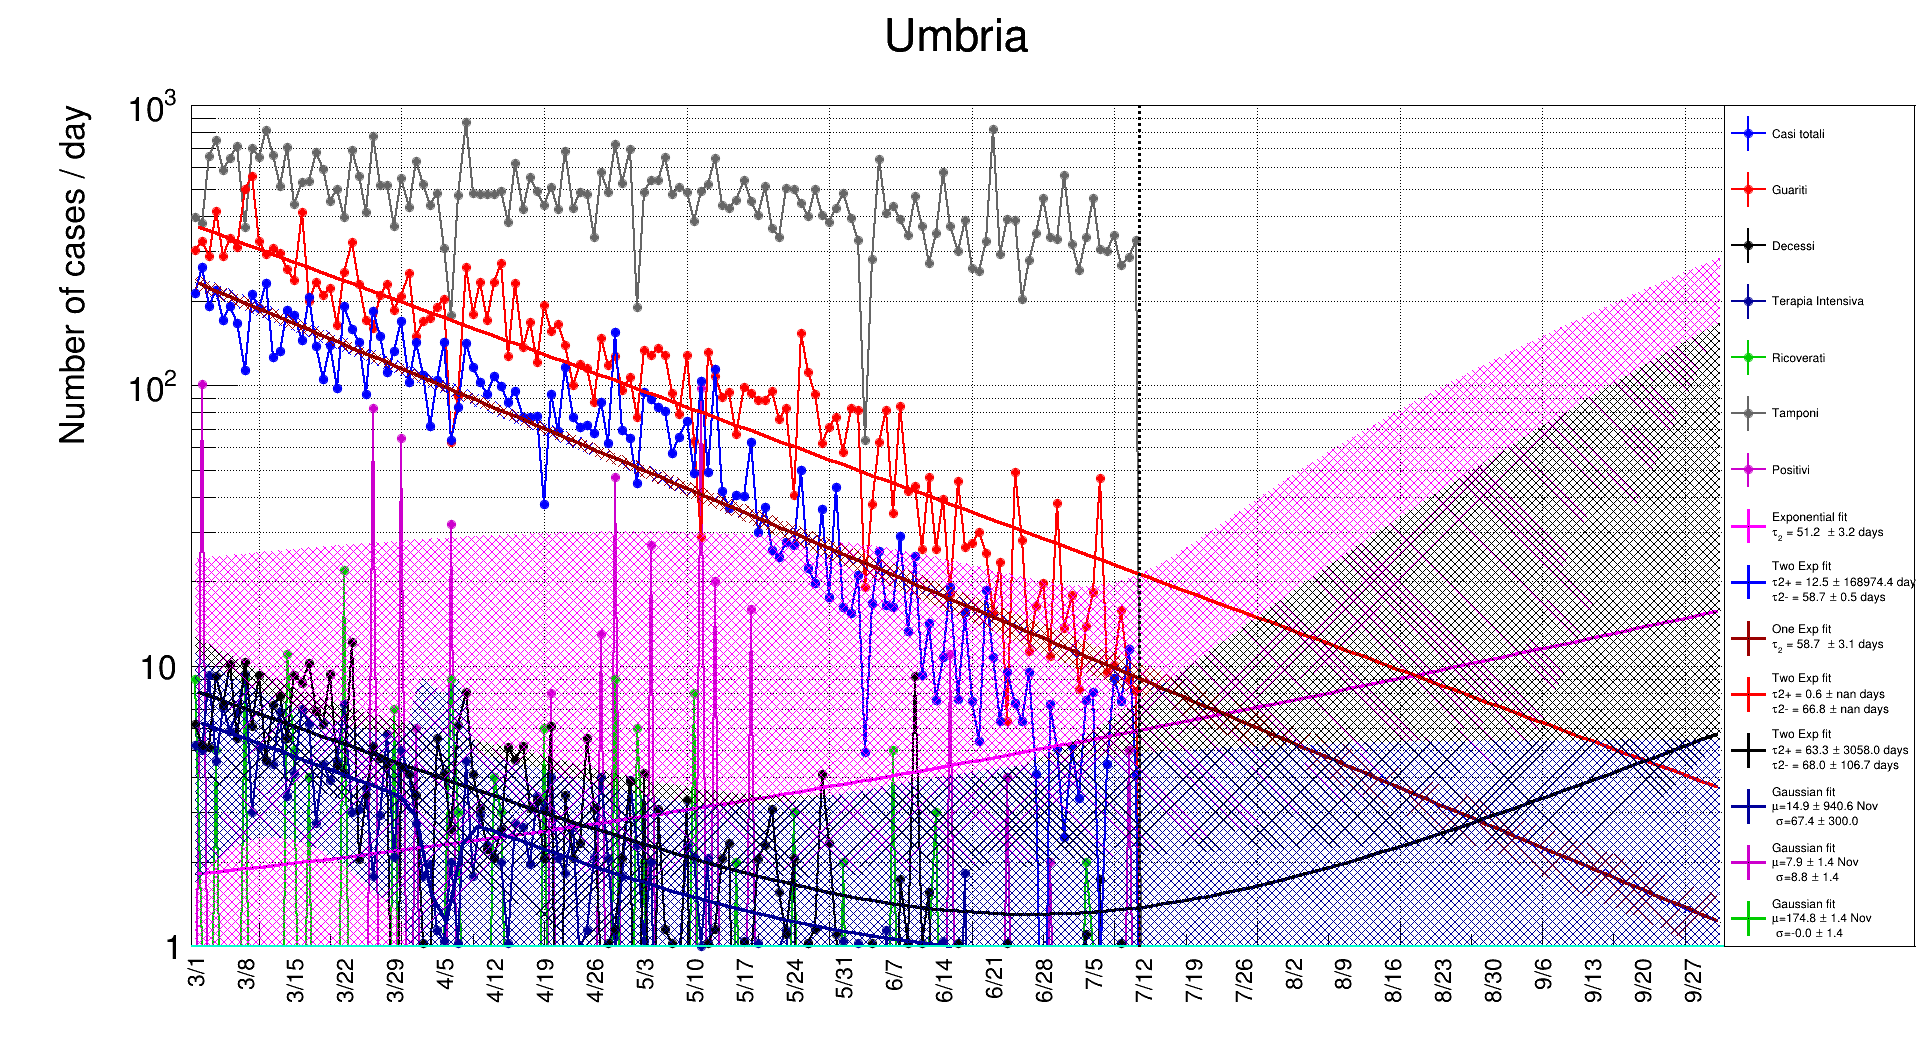 Umbria
Number of cases / day
10³
10²
10
1
3/1 3/8 3/15 3/22 3/29 4/5 4/12 4/19 4/26 5/3 5/10 5/17 5/24 5/31 6/7 6/14 6/21 6/28 7/5 7/12 7/19 7/26 8/2 8/9 8/16 8/23 8/30 9/6 9/13 9/20 9/27
Casi totali
Guariti
Decessi
Terapia Intensiva
Ricoverati
Tamponi
Positivi
Exponential fit
τ₂ = 51.2 ± 3.2 days
Two Exp fit
τ2+ = 12.5 ± 168974.4 day
τ2- = 58.7 ± 0.5 days
One Exp fit
τ₂ = 58.7 ± 3.1 days
Two Exp fit
τ2+ = 0.6 ± nan days
τ2- = 66.8 ± nan days
Two Exp fit
τ2+ = 63.3 ± 3058.0 days
τ2- = 68.0 ± 106.7 days
Gaussian fit
μ=14.9 ± 940.6 Nov
σ=67.4 ± 300.0
Gaussian fit
μ=7.9 ± 1.4 Nov
σ=8.8 ± 1.4
Gaussian fit
μ=174.8 ± 1.4 Nov
σ=-0.0 ± 1.4